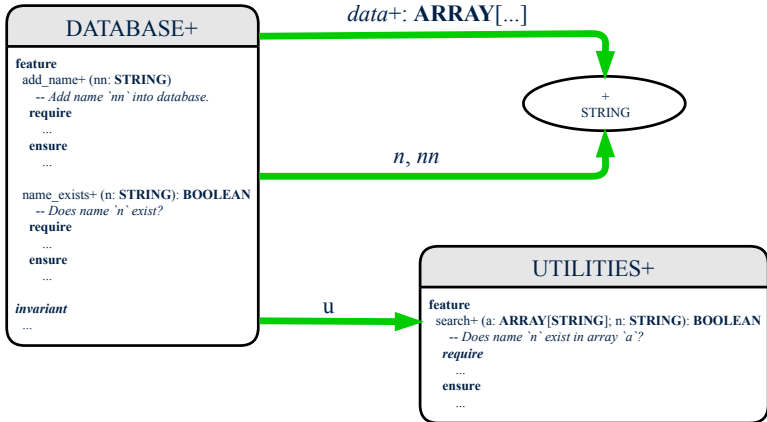 DATABASE+
feature
add_name+ (nn: STRING)
-- Add name `nn` into database.
require
...
ensure
...
name_exists+ (n: STRING): BOOLEAN
-- Does name `n` exist?
require
...
ensure
...
invariant
...
data+: ARRAY[...]
+
STRING
n, nn
u
UTILITIES+
feature
search+ (a: ARRAY[STRING]; n: STRING): BOOLEAN
-- Does name `n` exist in array `a`?
require
...
ensure
...